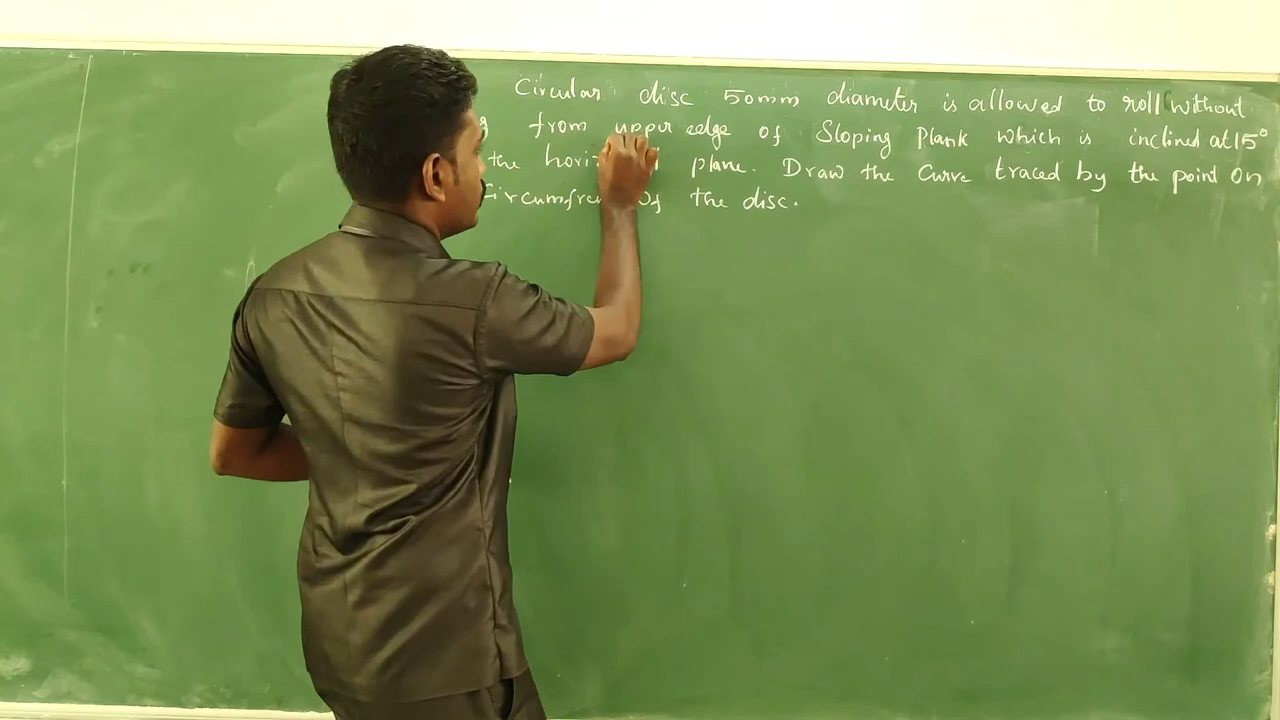 Circular disc 50mm diameter is allowed to roll without
from upper edge of Sloping Plank which is inclined at 15°
the plane. Draw the Curve traced by the point On
Of the disc.